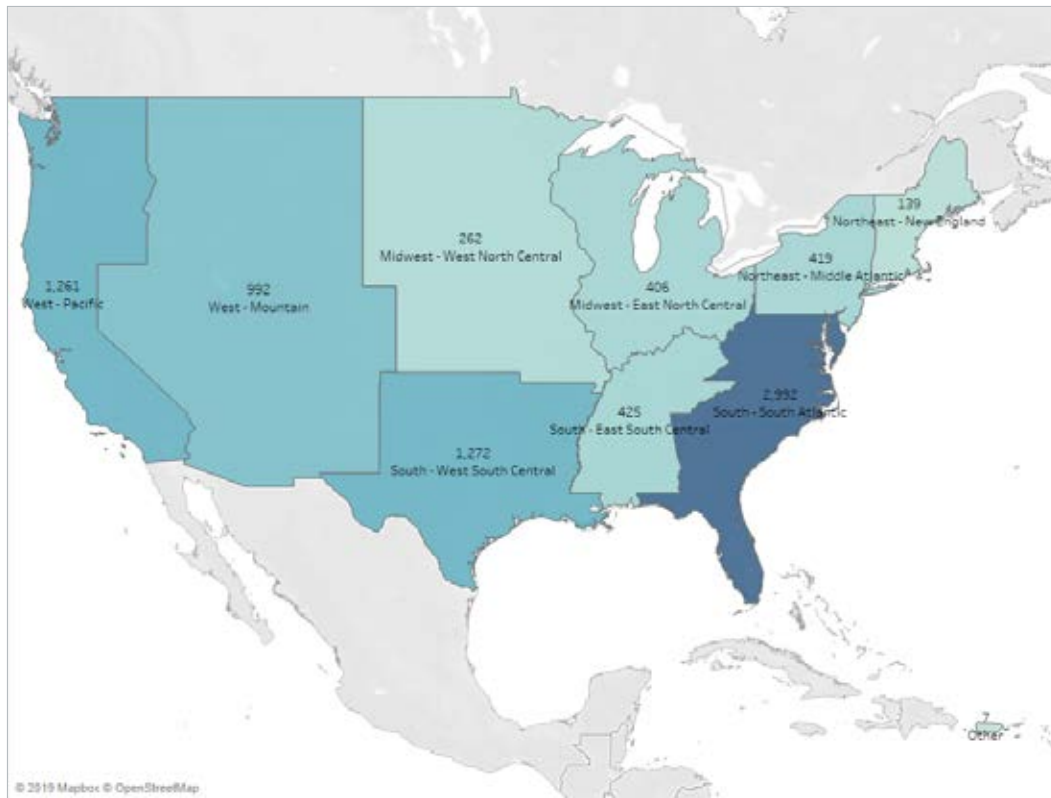 139
Northeast - New England
262
Midwest - West North Central
419
Northeast - Middle Atlantic
1,261
West - Pacific
992
West - Mountain
406
Midwest - East North Central
2,992
South - South Atlantic
425
South - East South Central
1,272
South - West South Central
7
Other
© 2019 Mapbox © OpenStreetMap